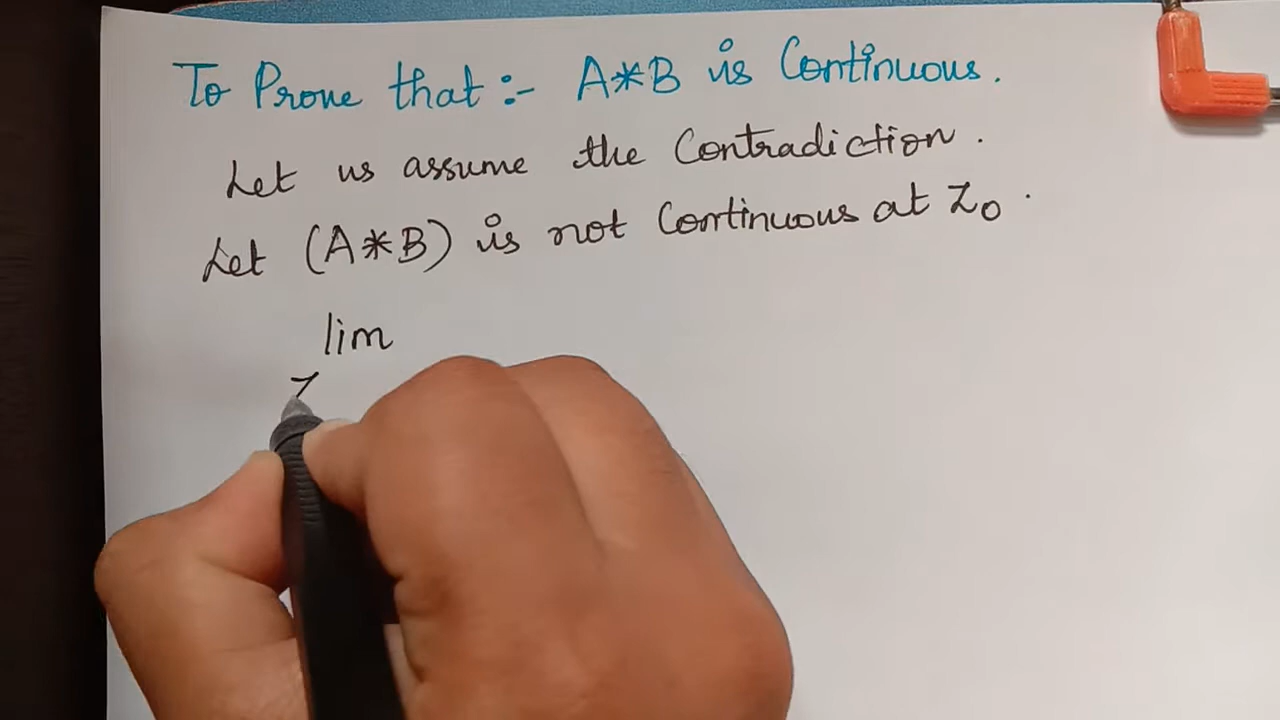 To Prove that :- A*B is Continuous.
Let us assume the Contradiction.
Let (A*B) is not Continuous at Z₀.
lim
Z